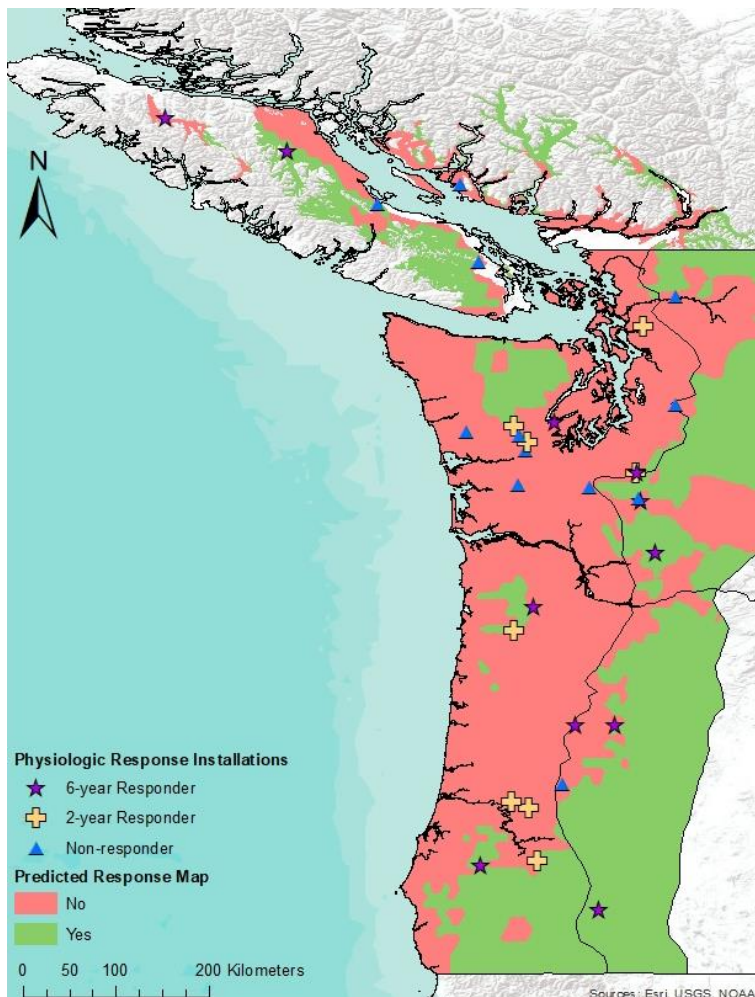 N
Physiologic Response Installations
6-year Responder
2-year Responder
Non-responder
Predicted Response Map
No
Yes
0 50 100 200 Kilometers
Sources: Esri, USGS, NOAA